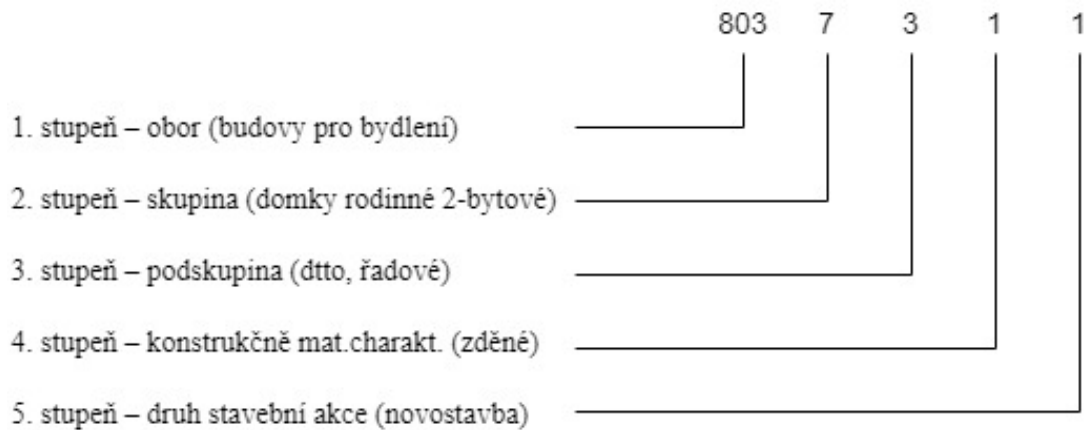 803 7 3 1 1
1. stupeň – obor (budovy pro bydlení)
2. stupeň – skupina (domky rodinné 2-bytové)
3. stupeň – podskupina (dtto, řadové)
4. stupeň – konstrukčně mat.charakt. (zděné)
5. stupeň – druh stavební akce (novostavba)